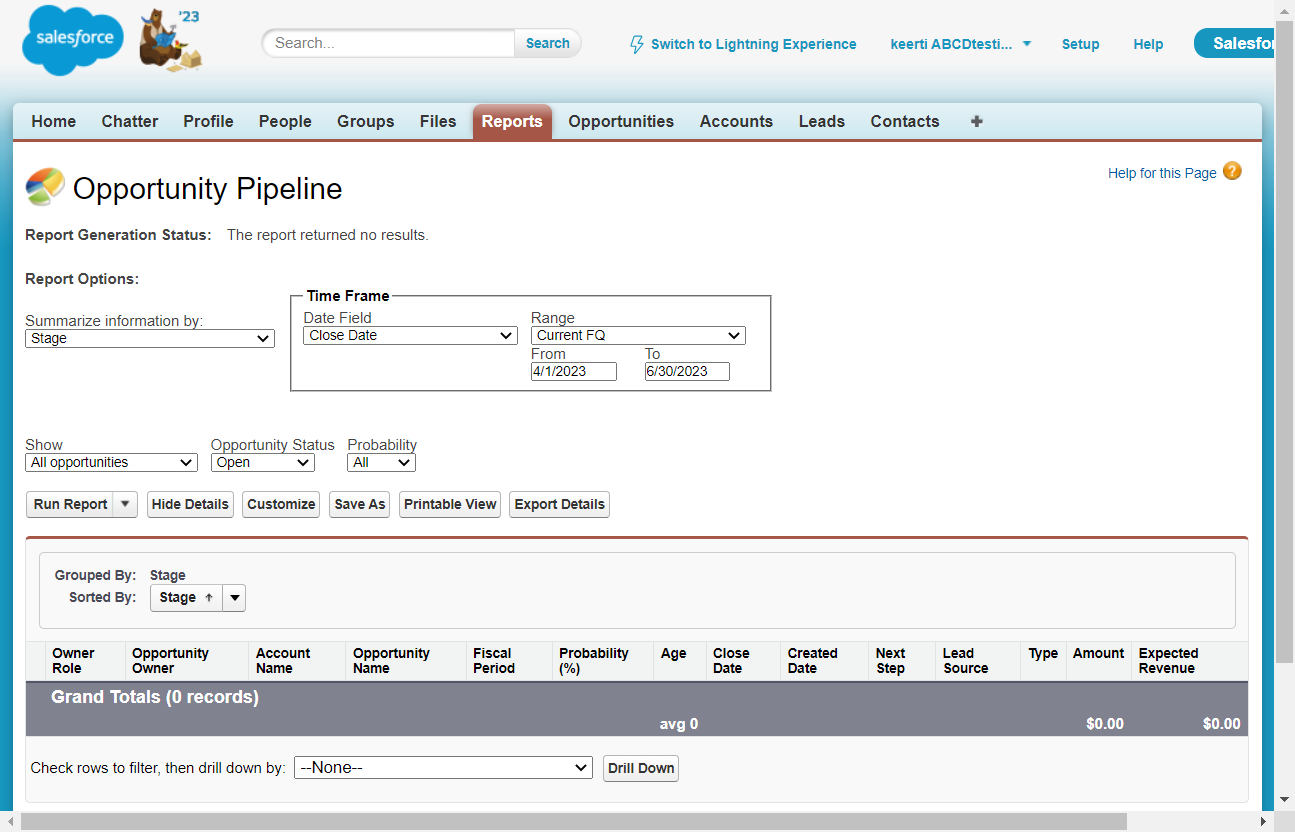 salesforce
'23
Search...
Search
Switch to Lightning Experience
keerti ABCDtesti...
Setup
Help
Salesfor
Home
Chatter
Profile
People
Groups
Files
Reports
Opportunities
Accounts
Leads
Contacts
+
Opportunity Pipeline
Help for this Page
?
Report Generation Status: The report returned no results.
Report Options:
Time Frame
Summarize information by:
Stage
Date Field
Close Date
Range
Current FQ
From
To
4/1/2023
6/30/2023
Show
Opportunity Status
Probability
All opportunities
Open
All
Run Report
Hide Details
Customize
Save As
Printable View
Export Details
Grouped By: Stage
Sorted By: Stage ↑
Owner Role
Opportunity Owner
Account Name
Opportunity Name
Fiscal Period
Probability (%)
Age
Close Date
Created Date
Next Step
Lead Source
Type
Amount
Expected Revenue
Grand Totals (0 records)
avg 0
$0.00
$0.00
Check rows to filter, then drill down by:
--None--
Drill Down